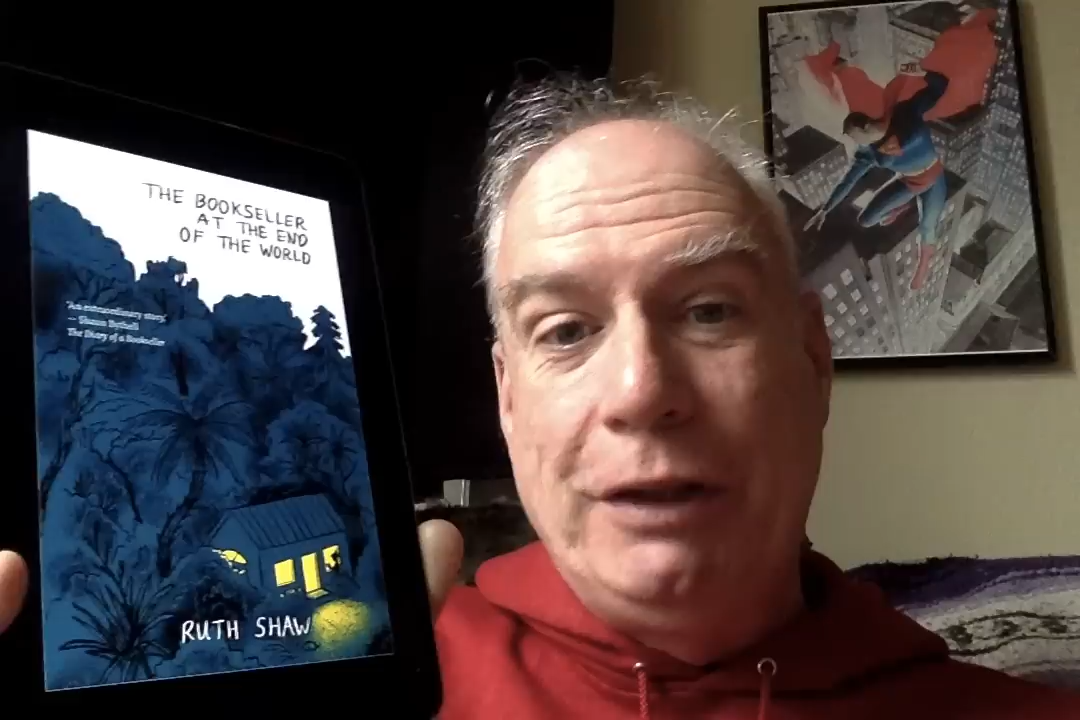 THE BOOKSELLER
AT THE END
OF THE WORLD
'An extraordinary story.'
— Shaun Bythell
The Diary of a Bookseller
RUTH SHAW